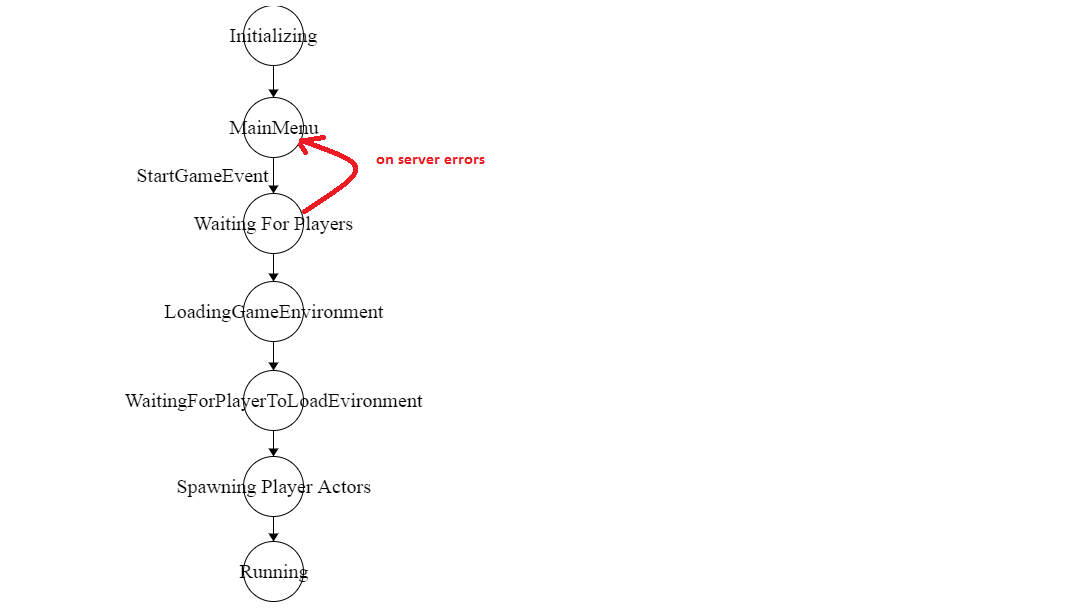 Initializing
MainMenu
on server errors
StartGameEvent
Waiting For Players
LoadingGameEnvironment
WaitingForPlayerToLoadEvironment
Spawning Player Actors
Running